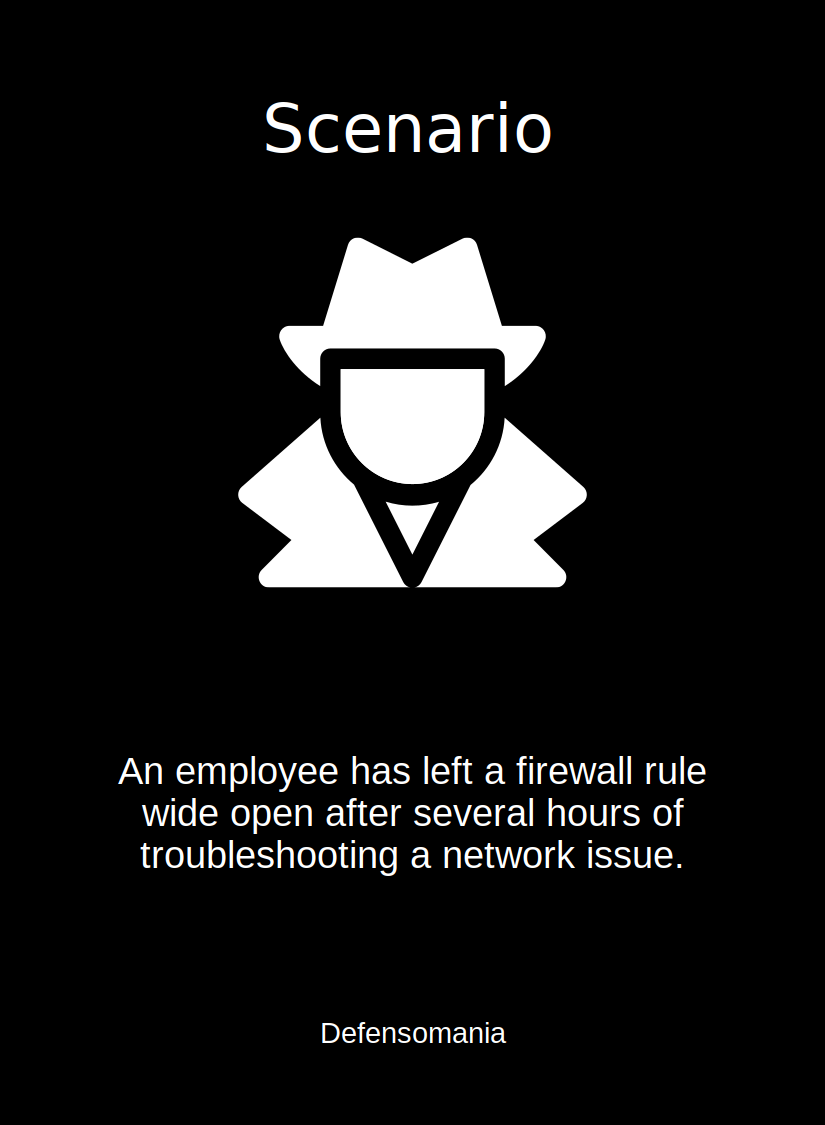 Scenario
An employee has left a firewall rule
wide open after several hours of
troubleshooting a network issue.
Defensomania